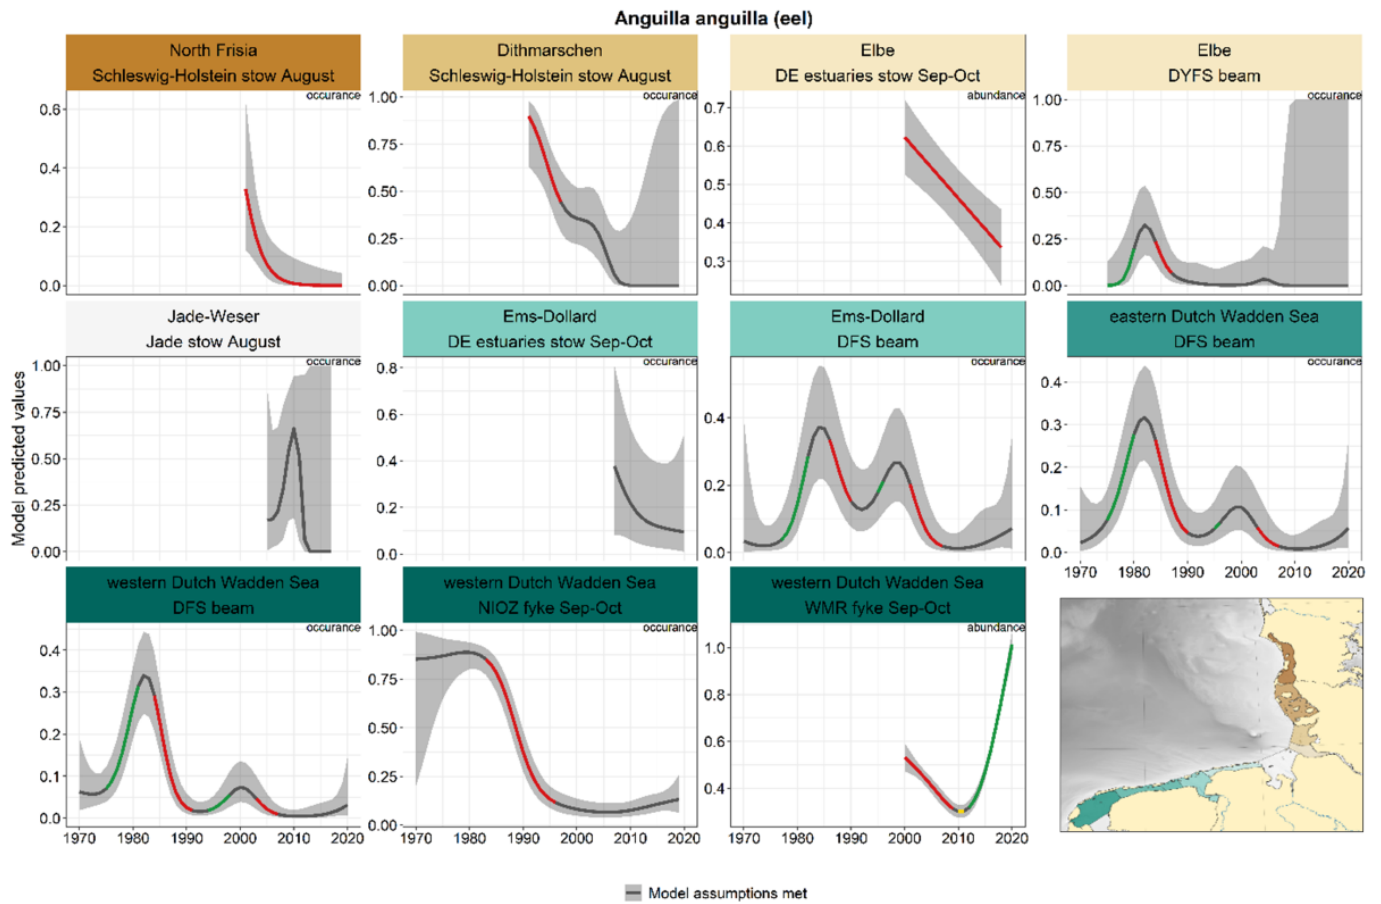 Anguilla anguilla (eel)
North Frisia
Schleswig-Holstein stow August
occurance
0.6
0.4
0.2
0.0
Dithmarschen
Schleswig-Holstein stow August
occurance
1.00
0.75
0.50
0.25
0.00
Elbe
DE estuaries stow Sep-Oct
abundance
0.7
0.6
0.5
0.4
0.3
Elbe
DYFS beam
occurance
1.00
0.75
0.50
0.25
0.00
Model predicted values
Jade-Weser
Jade stow August
occurance
1.00
0.75
0.50
0.25
0.00
Ems-Dollard
DE estuaries stow Sep-Oct
occurance
0.8
0.6
0.4
0.2
0.0
Ems-Dollard
DFS beam
occurance
0.4
0.2
0.0
eastern Dutch Wadden Sea
DFS beam
occurance
0.4
0.3
0.2
0.1
0.0
1970 1980 1990 2000 2010 2020
western Dutch Wadden Sea
DFS beam
occurance
0.4
0.3
0.2
0.1
0.0
1970 1980 1990 2000 2010 2020
western Dutch Wadden Sea
NIOZ fyke Sep-Oct
occurance
1.00
0.75
0.50
0.25
0.00
1970 1980 1990 2000 2010 2020
western Dutch Wadden Sea
WMR fyke Sep-Oct
abundance
1.0
0.8
0.6
0.4
1970 1980 1990 2000 2010 2020
Model assumptions met